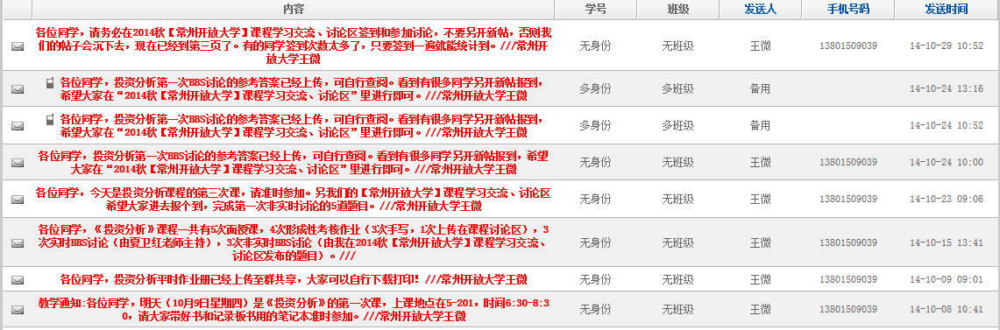 内容 学号 班级 发送人 手机号码 发送时间
各位同学，请务必在2014秋【常州开放大学】课程学习交流、讨论区签到和参加讨论，不要另开新帖，否则我
们的帖子会沉下去，现在已经到第三页了。有的同学签到次数太多了，只要签到一遍就能统计到。///常州开
放大学王微
无身份 无班级 王微 13801509039 14-10-29 10:52
各位同学，投资分析第一次BBS讨论的参考答案已经上传，可自行查阅。看到有很多同学另开新帖报到，
希望大家在“2014秋【常州开放大学】课程学习交流、讨论区”里进行即可。///常州开放大学王微
多身份 多班级 备用 14-10-24 13:16
各位同学，投资分析第一次BBS讨论的参考答案已经上传，可自行查阅。看到有很多同学另开新帖报到，
希望大家在“2014秋【常州开放大学】课程学习交流、讨论区”里进行即可。///常州开放大学王微
多身份 多班级 备用 14-10-24 10:52
各位同学，投资分析第一次BBS讨论的参考答案已经上传，可自行查阅。看到有很多同学另开新帖报到，希望
大家在“2014秋【常州开放大学】课程学习交流、讨论区”里进行即可。///常州开放大学王微
无身份 无班级 王微 13801509039 14-10-24 10:00
各位同学，今天是投资分析课程的第三次课，请准时参加。另我们的【常州开放大学】课程学习交流、讨论区
希望大家进去报个到，完成第一次非实时讨论的5道题目。///常州开放大学王微
无身份 无班级 王微 13801509039 14-10-23 09:06
各位同学，《投资分析》课程一共有5次面授课，4次形成性考核作业（3次手写，1次上传在课程讨论区），3
次实时BBS讨论（由夏卫红老师主持），3次非实时BBS讨论（由我在2014秋【常州开放大学】课程学习交流、
讨论区发布的题目）。///
无身份 无班级 王微 13801509039 14-10-15 13:41
各位同学，投资分析平时作业册已经上传至群共享，大家可以自行下载打印！///常州开放大学王微
无身份 无班级 王微 13801509039 14-10-09 09:01
教学通知:各位同学，明天（10月9日星期四）是《投资分析》的第一次课，上课地点在5-201，时间6:30-8:3
0，请大家带好书和记录板书用的笔记本准时参加。///常州开放大学王微
无身份 无班级 王微 13801509039 14-10-08 10:41